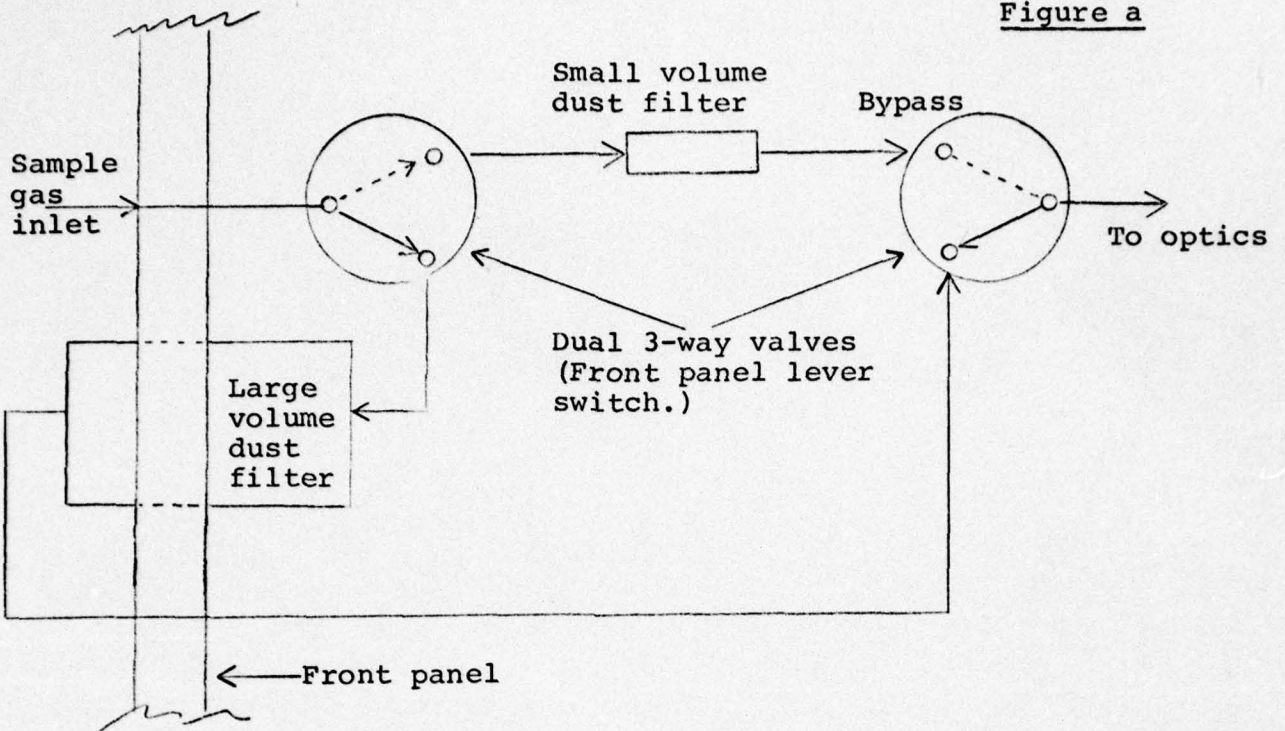 Figure a
Small volume
dust filter
Bypass
Sample
gas
inlet
To optics
Dual 3-way valves
(Front panel lever
switch.)
Large
volume
dust
filter
Front panel